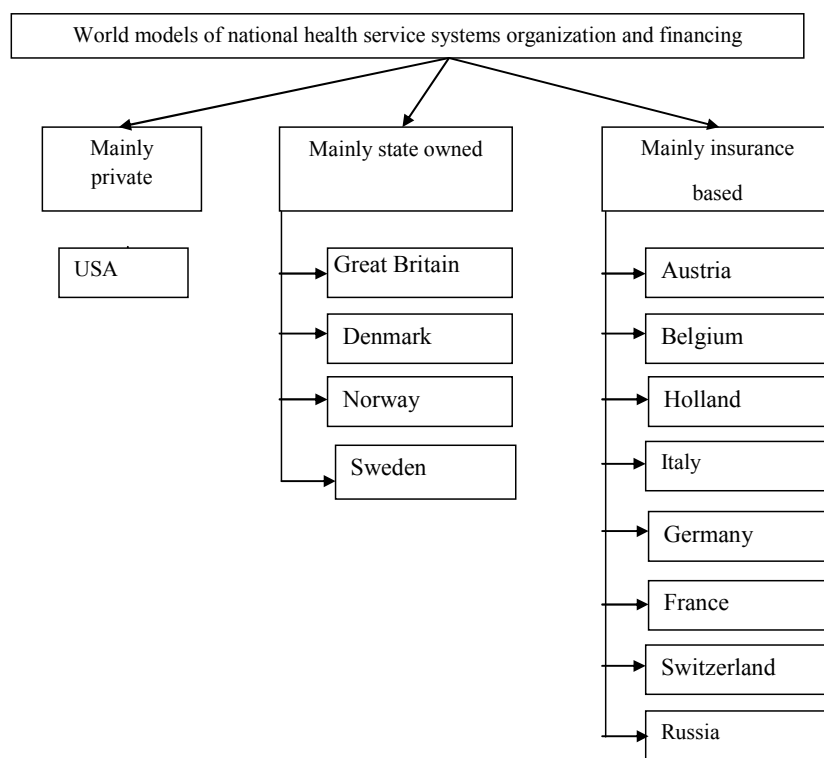 World models of national health service systems organization and financing
Mainly
private
Mainly state owned
Mainly insurance
based
USA
Great Britain
Denmark
Norway
Sweden
Austria
Belgium
Holland
Italy
Germany
France
Switzerland
Russia